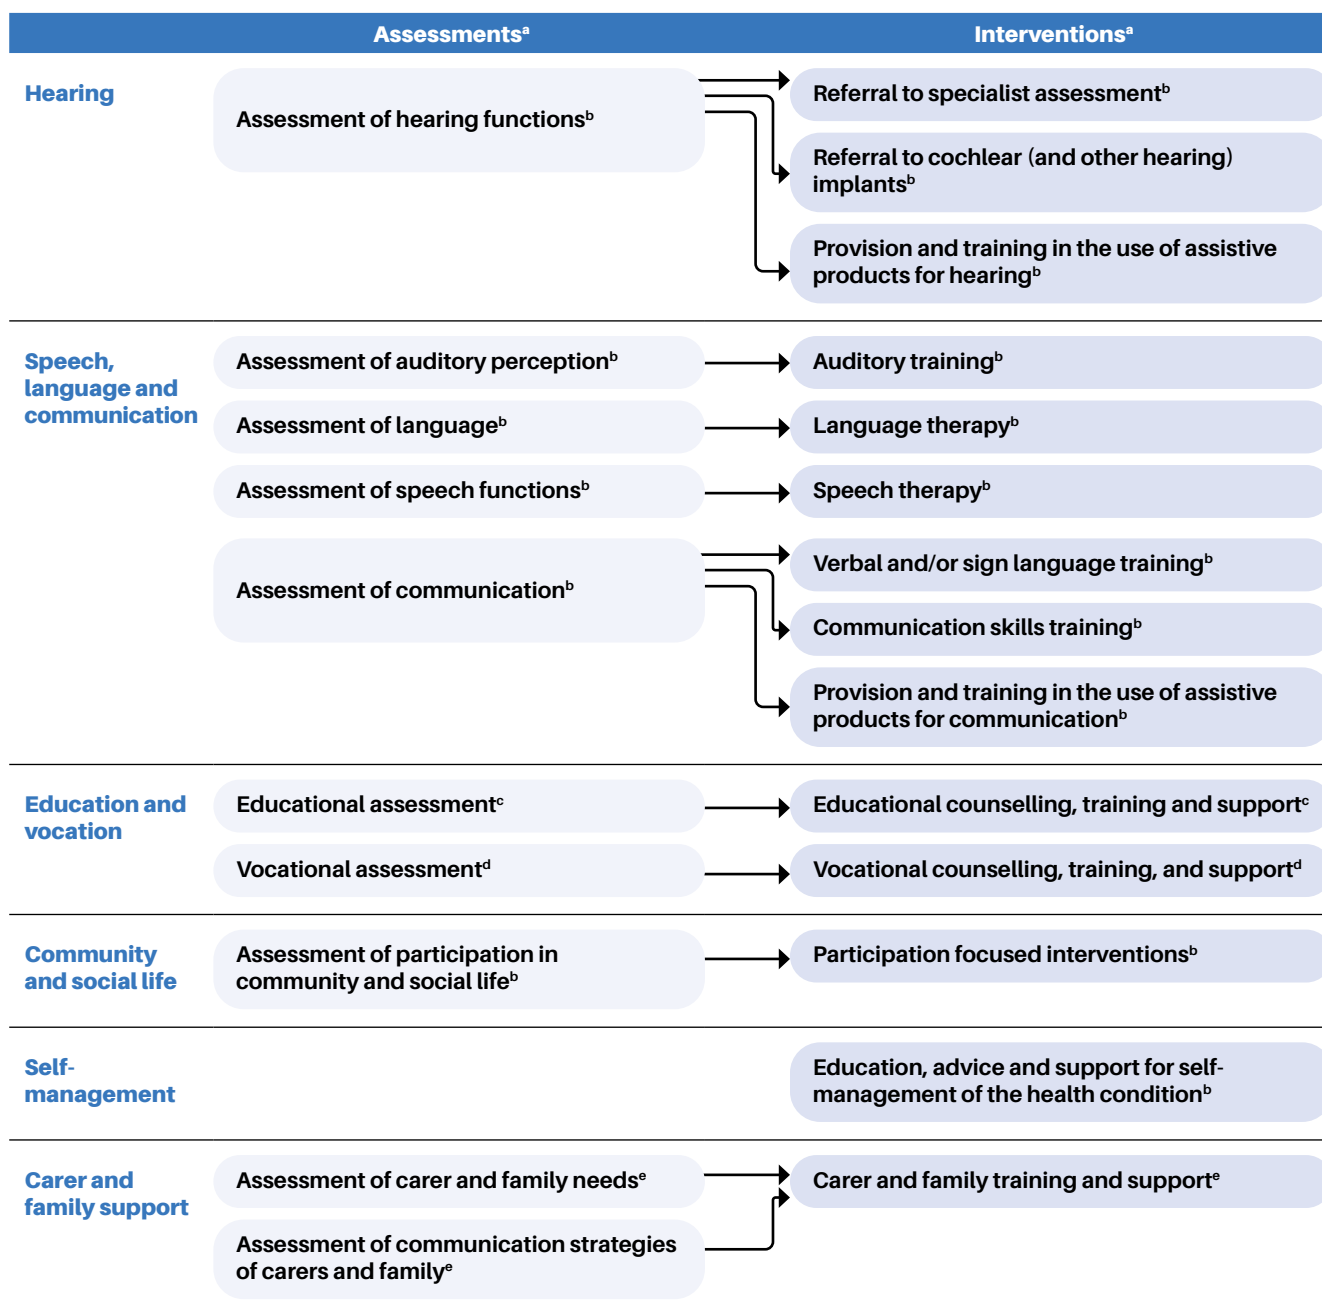 Assessmentsᵃ Interventionsᵃ
Hearing
Assessment of hearing functionsᵇ
Referral to specialist assessmentᵇ
Referral to cochlear (and other hearing)
implantsᵇ
Provision and training in the use of assistive
products for hearingᵇ
Speech,
language and
communication
Assessment of auditory perceptionᵇ
Auditory trainingᵇ
Assessment of languageᵇ
Language therapyᵇ
Assessment of speech functionsᵇ
Speech therapyᵇ
Assessment of communicationᵇ
Verbal and/or sign language trainingᵇ
Communication skills trainingᵇ
Provision and training in the use of assistive
products for communicationᵇ
Education and
vocation
Educational assessmentᶜ
Educational counselling, training and supportᶜ
Vocational assessmentᵈ
Vocational counselling, training, and supportᵈ
Community
and social life
Assessment of participation in
community and social lifeᵇ
Participation focused interventionsᵇ
Self-
management
Education, advice and support for self-
management of the health conditionᵇ
Carer and
family support
Assessment of carer and family needsᵉ
Carer and family training and supportᵉ
Assessment of communication strategies
of carers and familyᵉ